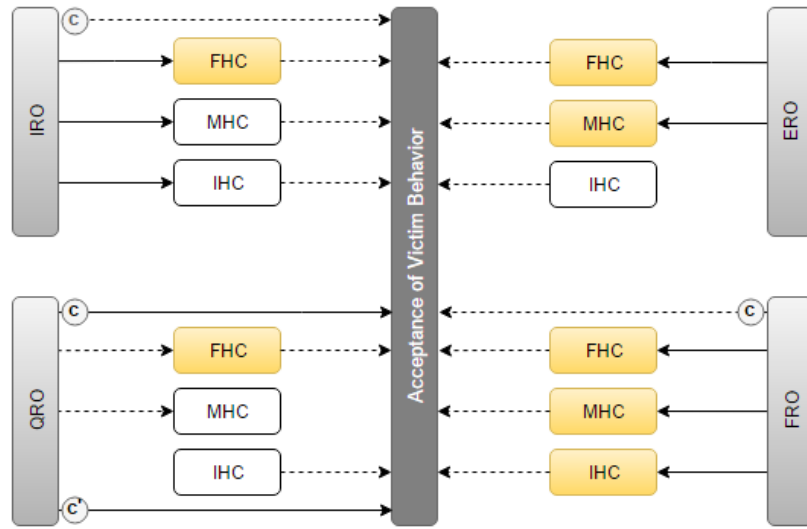 C
IRO
FHC
MHC
IHC
FHC
MHC
IHC
ERO
Acceptance of Victim Behavior
C
QRO
FHC
MHC
IHC
C'
C
FHC
MHC
IHC
FRO